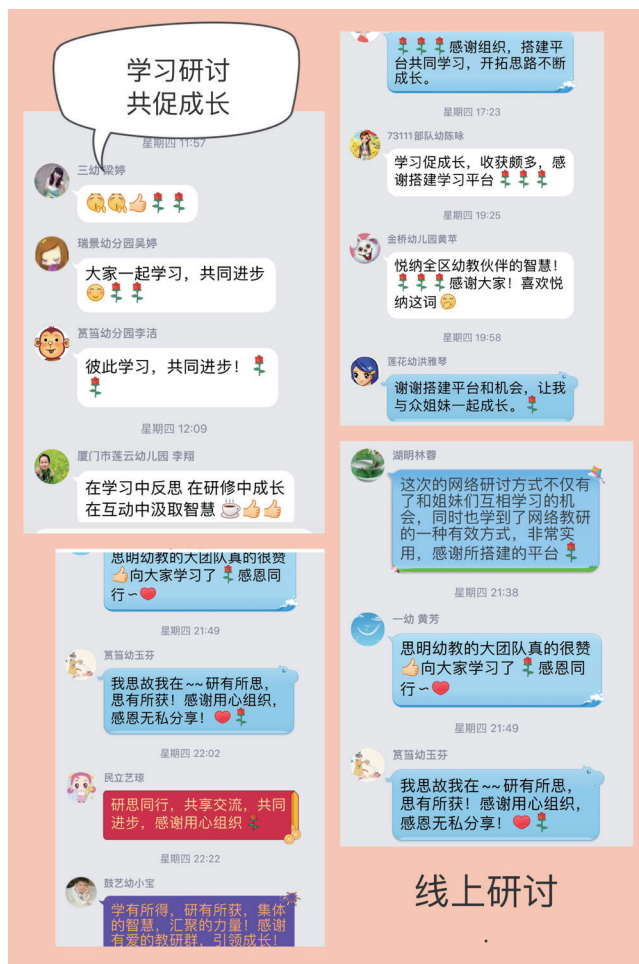 学习研讨
共促成长
星期四 11:57
三幼 梁婷
瑞景幼分园吴婷
大家一起学习，共同进步
筼筜幼分园李洁
彼此学习，共同进步！
星期四 12:09
厦门市莲云幼儿园 李翔
在学习中反思 在研修中成长
在互动中汲取智慧
感谢组织，搭建平
台共同学习，开拓思路不断
成长。
星期四 17:23
73111部队幼陈咏
学习促成长，收获颇多，感
谢搭建学习平台
星期四 19:25
金桥幼儿园黄苹
悦纳全区幼教伙伴的智慧！
感谢大家！喜欢悦
纳这词
星期四 19:58
莲花幼洪雅琴
谢谢搭建平台和机会，让我
与众姐妹一起成长。
思明幼教的大团队真的很赞
向大家学习了 感恩同
行~
星期四 21:49
筼筜幼玉芬
我思故我在~~研有所思，
思有所获！感谢用心组织，
感恩无私分享！
星期四 22:02
民立艺琼
研思同行，共享交流，共同
进步，感谢用心组织
星期四 22:22
鼓艺幼小宝
学有所得，研有所获，集体
的智慧，汇聚的力量！感谢
有爱的教研群，引领成长！
湖明林蓉
这次的网络研讨方式不仅有
了和姐妹们互相学习的机
会，同时也学到了网络教研
的一种有效方式，非常实
用，感谢所搭建的平台
星期四 21:38
一幼 黄芳
思明幼教的大团队真的很赞
向大家学习了 感恩同
行~
星期四 21:49
筼筜幼玉芬
我思故我在~~研有所思，
思有所获！感谢用心组织，
感恩无私分享！
线上研讨
.